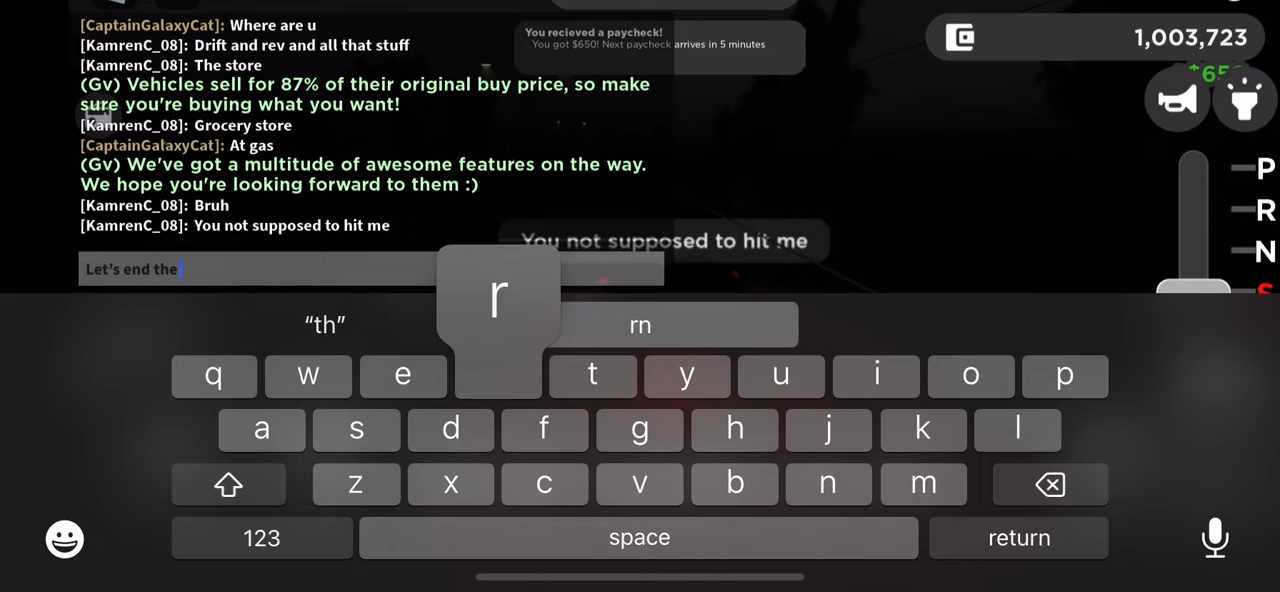 [CaptainGalaxyCat]: Where are u
[KamrenC_08]: Drift and rev and all that stuff
[KamrenC_08]: The store
(Gv) Vehicles sell for 87% of their original buy price, so make
sure you're buying what you want!
[KamrenC_08]: Grocery store
[CaptainGalaxyCat]: At gas
(Gv) We've got a multitude of awesome features on the way.
We hope you're looking forward to them :)
[KamrenC_08]: Bruh
[KamrenC_08]: You not supposed to hit me
You recieved a paycheck!
You got $650! Next paycheck arrives in 5 minutes
1,003,723
P
R
N
You not supposed to hit me
Let's end the
r
“th”
rn
q w e t y u i o p
a s d f g h j k l
z x c v b n m
123 space return